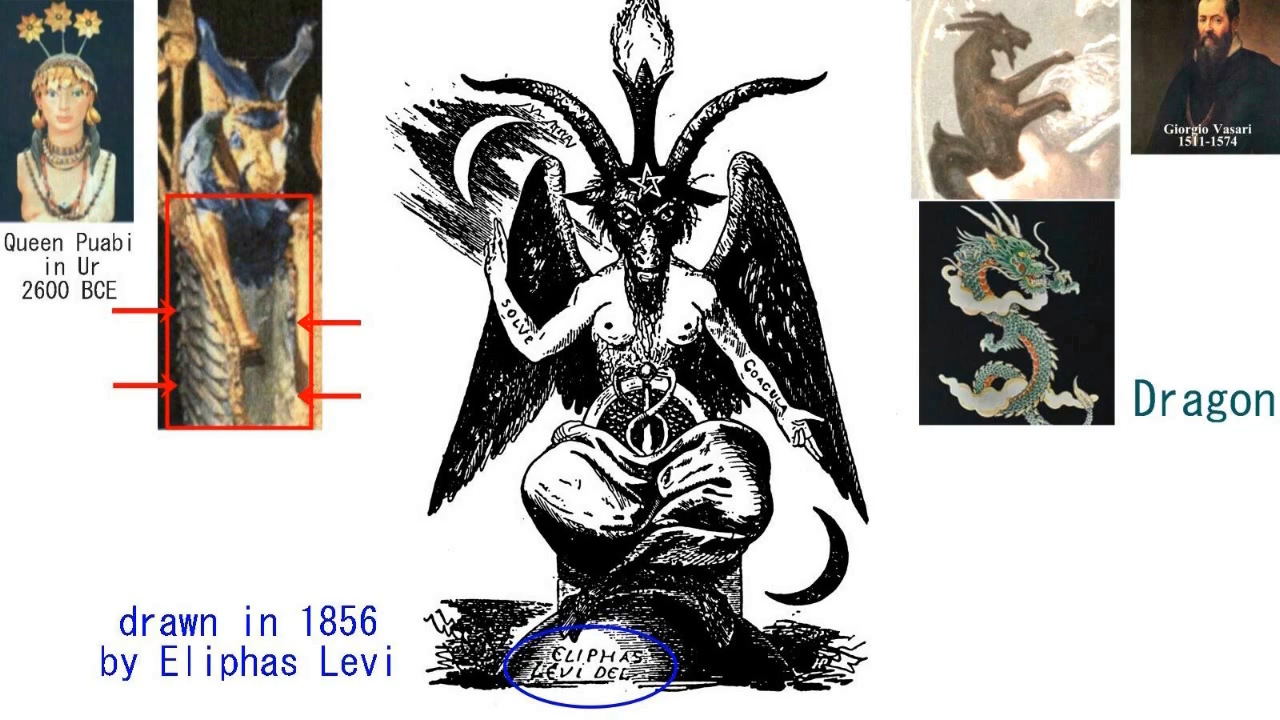 Queen Puabi
in Ur
2600 BCE
Giorgio Vasari
1511-1574
SOLVE
COAGULA
Dragon
drawn in 1856
by Eliphas Levi
ELIPHAS
LEVI DEL